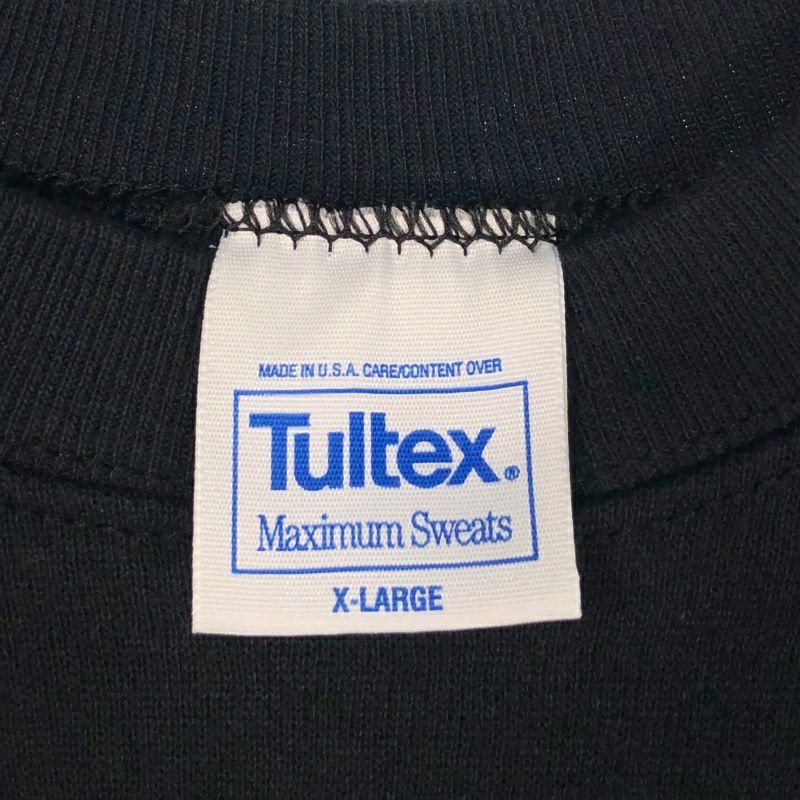 MADE IN U.S.A. CARE/CONTENT OVER
Tultex®
Maximum Sweats
X-LARGE